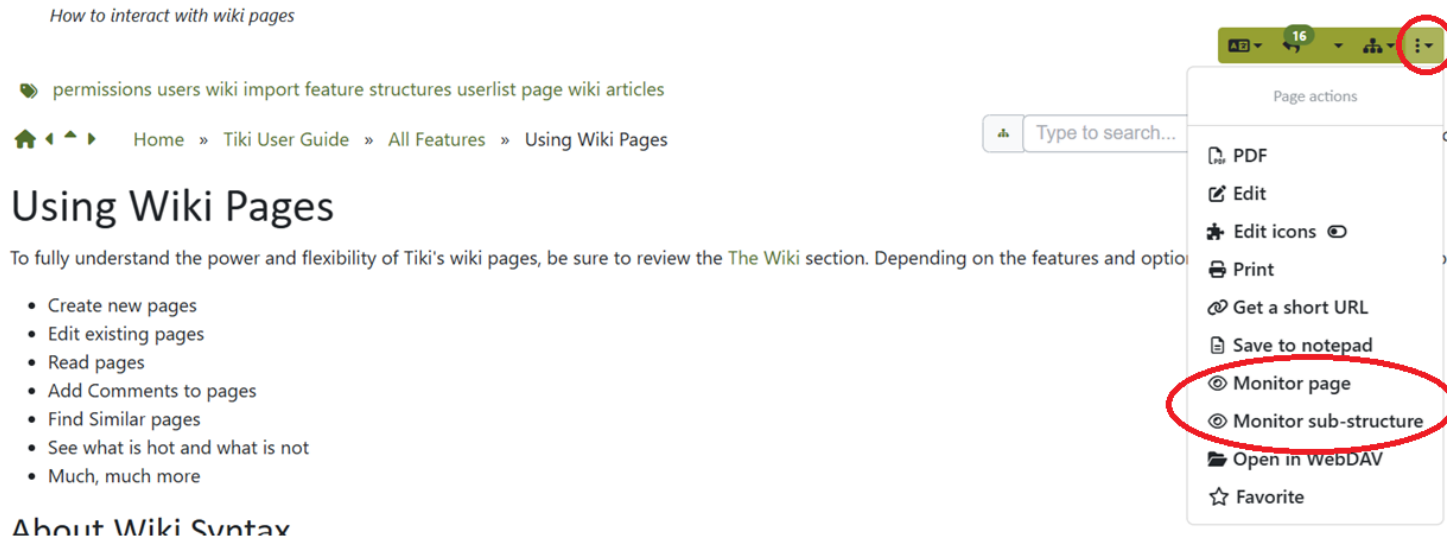 How to interact with wiki pages
16
permissions users wiki import feature structures userlist page wiki articles
Page actions
Home » Tiki User Guide » All Features » Using Wiki Pages
Type to search...
PDF
Edit
Using Wiki Pages
Edit icons
To fully understand the power and flexibility of Tiki's wiki pages, be sure to review the The Wiki section. Depending on the features and
Print
Create new pages
Edit existing pages
Read pages
Add Comments to pages
Find Similar pages
See what is hot and what is not
Much, much more
Get a short URL
Save to notepad
Monitor page
Monitor sub-structure
Open in WebDAV
Favorite
About Wiki Syntax